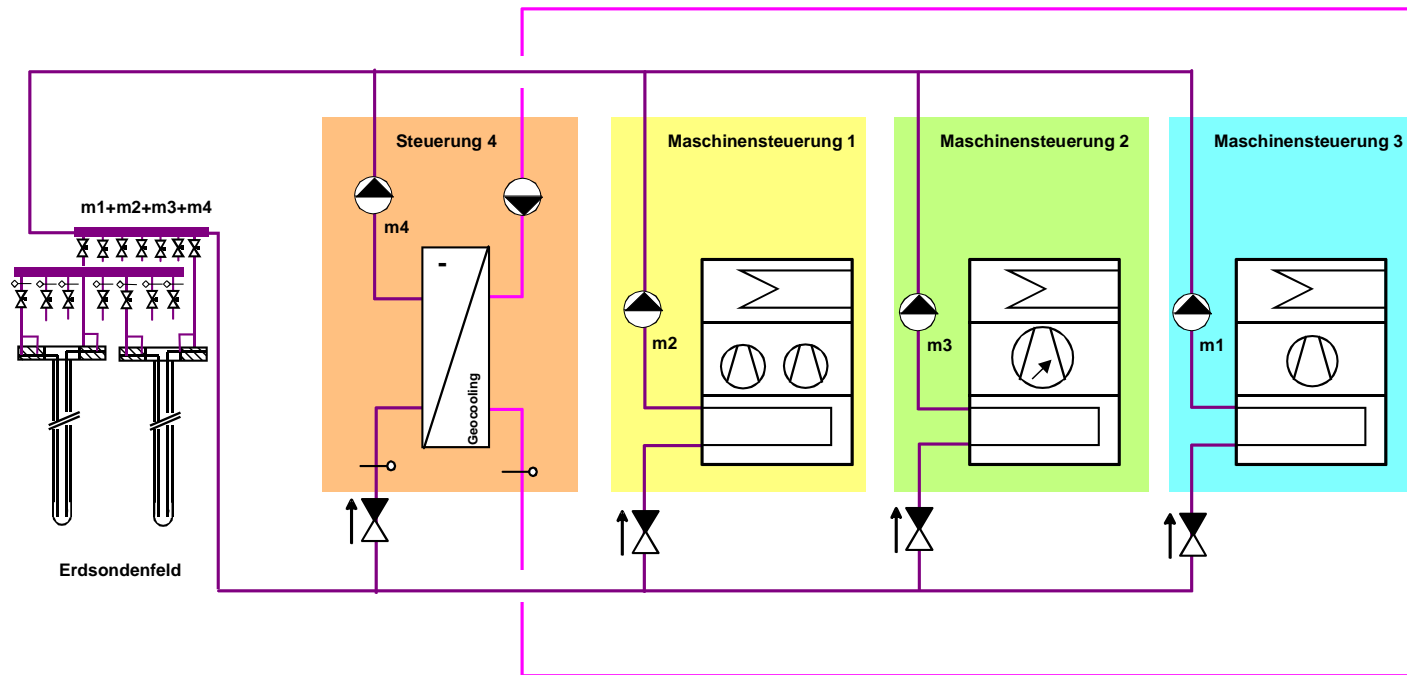 Steuerung 4
Maschinensteuerung 1
Maschinensteuerung 2
Maschinensteuerung 3
m1+m2+m3+m4
m4
m2
m3
m1
-
Geocooling
Erdsondenfeld